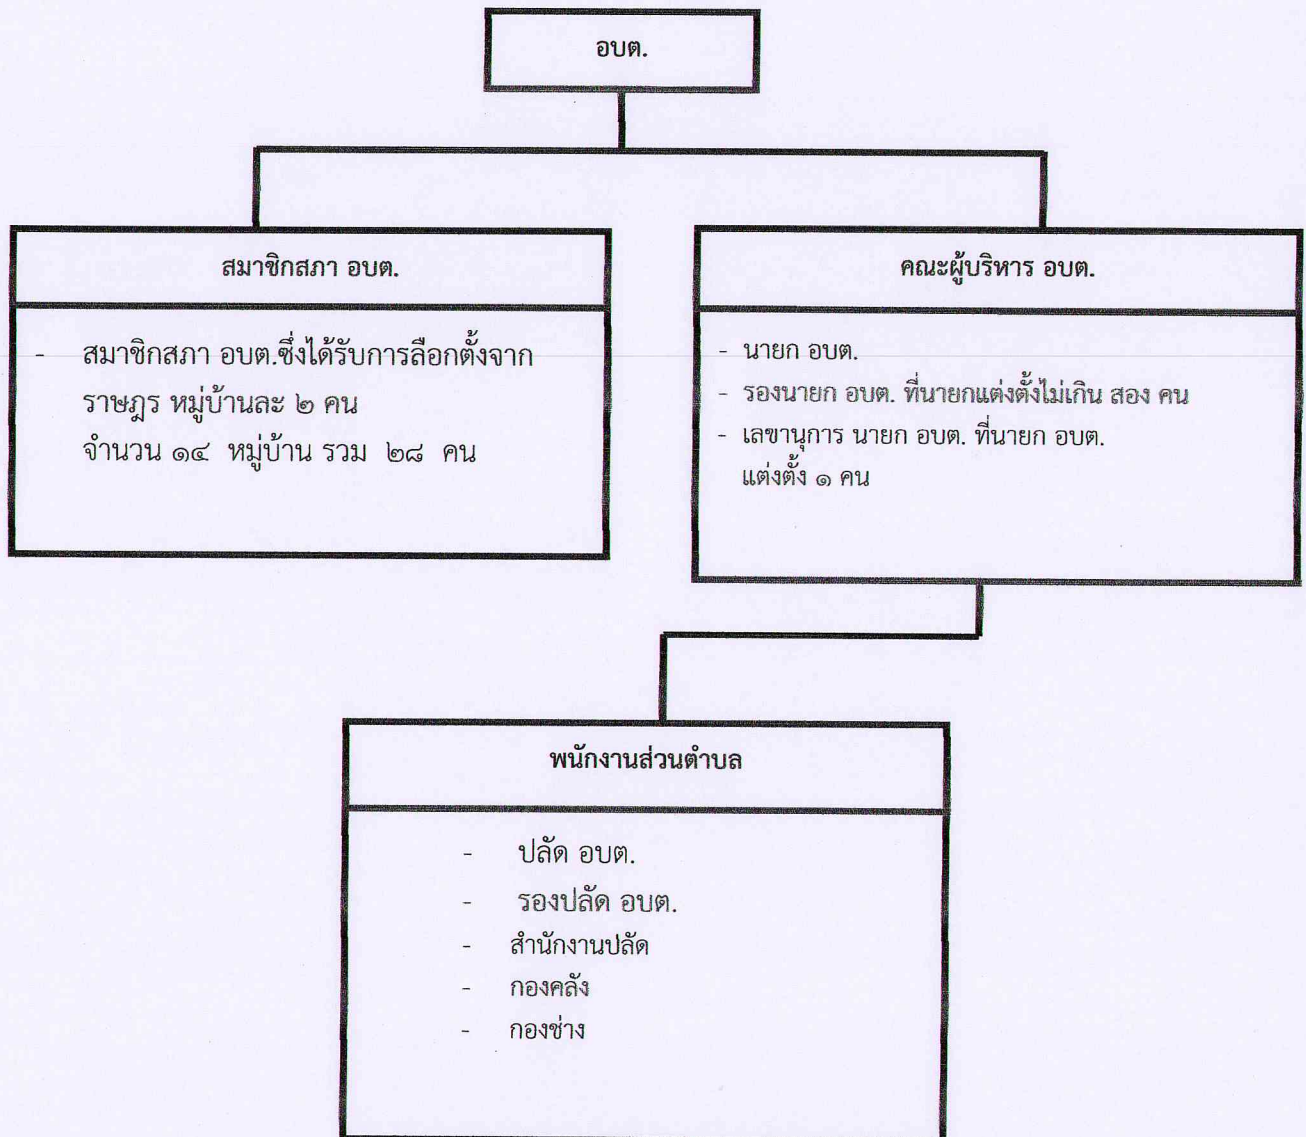 อบต.
สมาชิกสภา อบต.
- สมาชิกสภา อบต.ซึ่งได้รับการลือกตั้งจาก
ราษฎร หมู่บ้านละ ๒ คน
จำนวน ๑๔ หมู่บ้าน รวม ๒๘ คน
คณะผู้บริหาร อบต.
- นายก อบต.
- รองนายก อบต. ที่นายกแต่งตั้งไม่เกิน สอง คน
- เลขานุการ นายก อบต. ที่นายก อบต.
แต่งตั้ง ๑ คน
พนักงานส่วนตำบล
- ปลัด อบต.
- รองปลัด อบต.
- สำนักงานปลัด
- กองคลัง
- กองช่าง